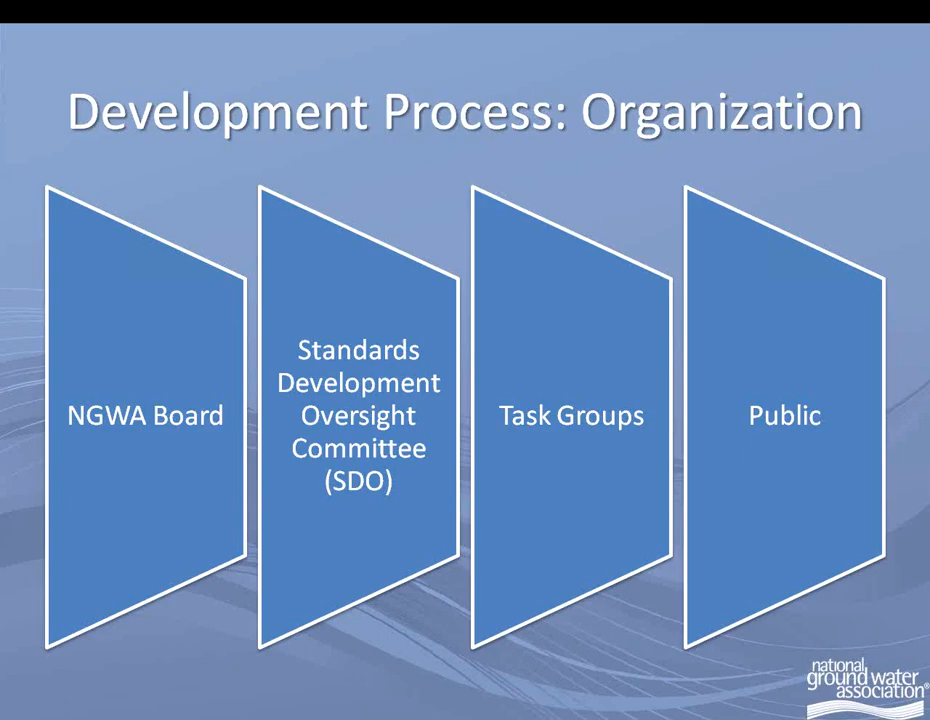 Development Process: Organization
NGWA Board
Standards
Development
Oversight
Committee
(SDO)
Task Groups
Public
national
ground water
association®